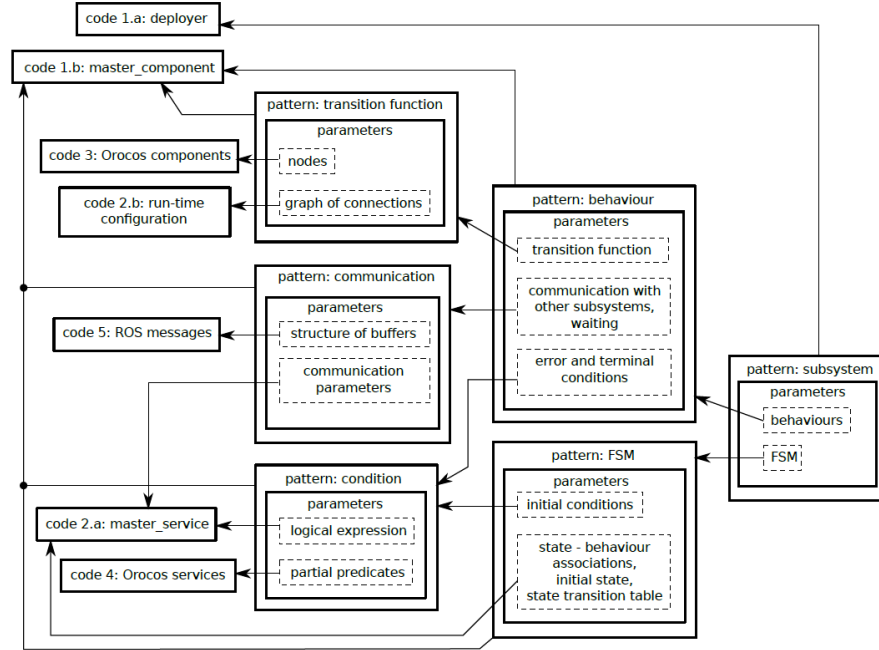 code 1.a: deployer
code 1.b: master_component
pattern: transition function
parameters
nodes
graph of connections
code 3: Orocos components
code 2.b: run-time
configuration
pattern: behaviour
parameters
transition function
communication with
other subsystems,
waiting
error and terminal
conditions
pattern: communication
parameters
structure of buffers
communication
parameters
code 5: ROS messages
pattern: subsystem
parameters
behaviours
FSM
pattern: FSM
parameters
initial conditions
state - behaviour
associations,
initial state,
state transition table
pattern: condition
parameters
logical expression
partial predicates
code 2.a: master_service
code 4: Orocos services